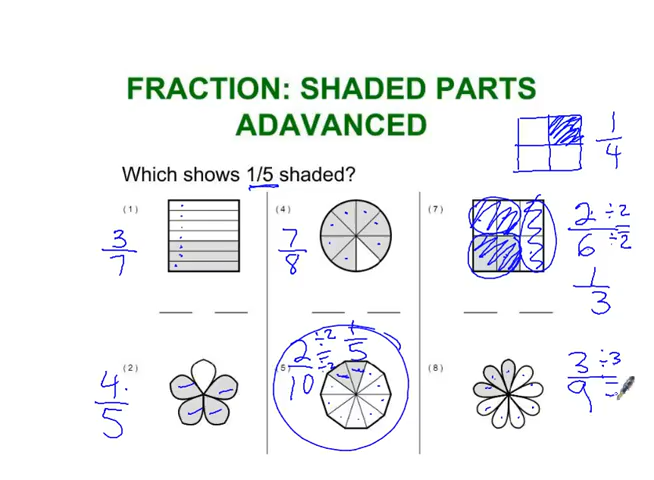 FRACTION: SHADED PARTS
ADAVANCED
1/4
Which shows 1/5 shaded?
(1)
3/7
(4)
7/8
(7)
2/6 ÷2/÷2 =
1/3
(2)
4/5
(5)
2/10 ÷2/÷2 = 1/5
(8)
3/9 ÷3